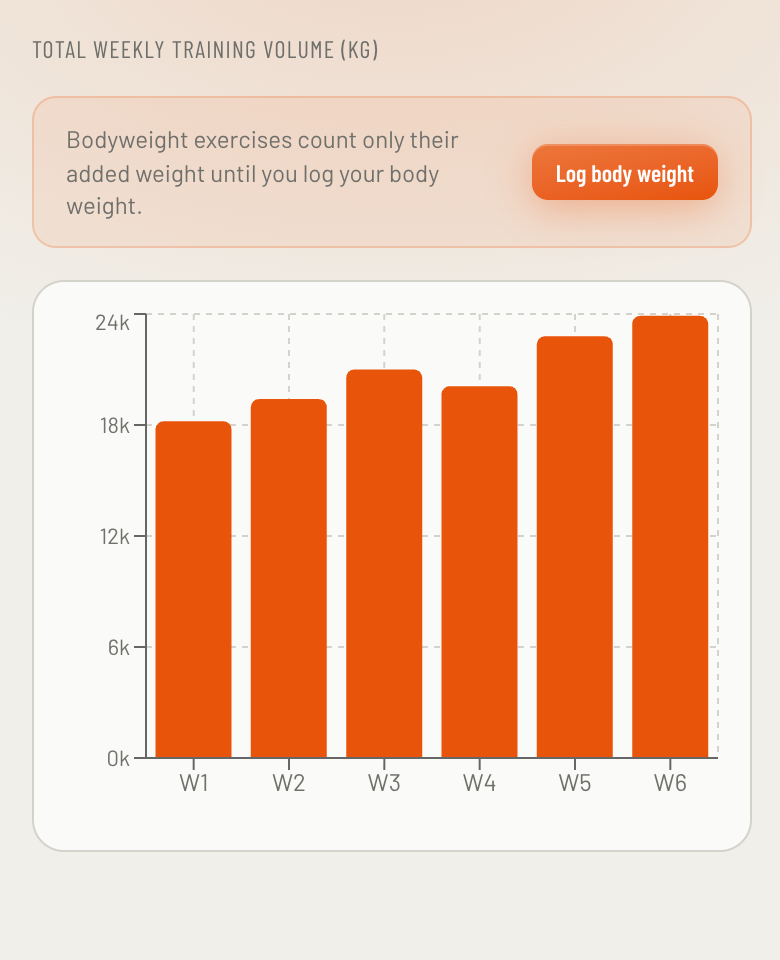 TOTAL WEEKLY TRAINING VOLUME (KG)
Bodyweight exercises count only their
added weight until you log your body
weight.
Log body weight
24k
18k
12k
6k
0k
W1 W2 W3 W4 W5 W6